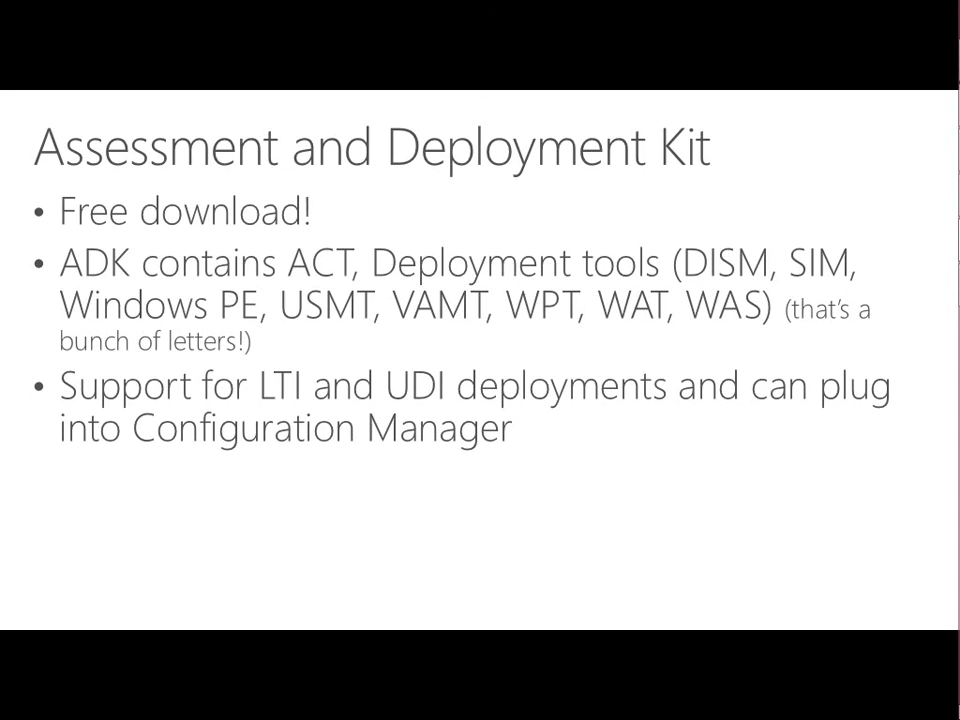 Assessment and Deployment Kit
• Free download!
• ADK contains ACT, Deployment tools (DISM, SIM,
Windows PE, USMT, VAMT, WPT, WAT, WAS) (that's a
bunch of letters!)
• Support for LTI and UDI deployments and can plug
into Configuration Manager